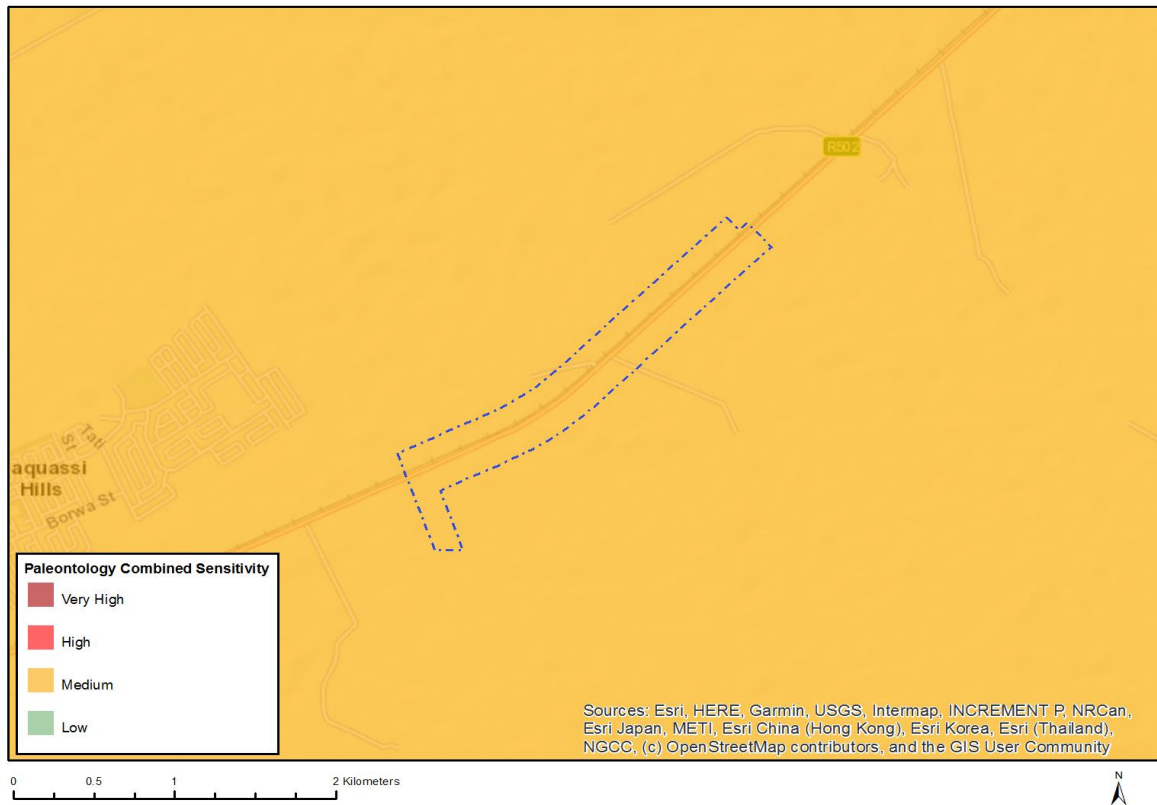 R502
Tati
St
aquassi
Hills
Borwa St
Paleontology Combined Sensitivity
Very High
High
Medium
Low
Sources: Esri, HERE, Garmin, USGS, Intermap, INCREMENT P, NRCan,
Esri Japan, METI, Esri China (Hong Kong), Esri Korea, Esri (Thailand),
NGCC, (c) OpenStreetMap contributors, and the GIS User Community
0 0.5 1 2 Kilometers
N